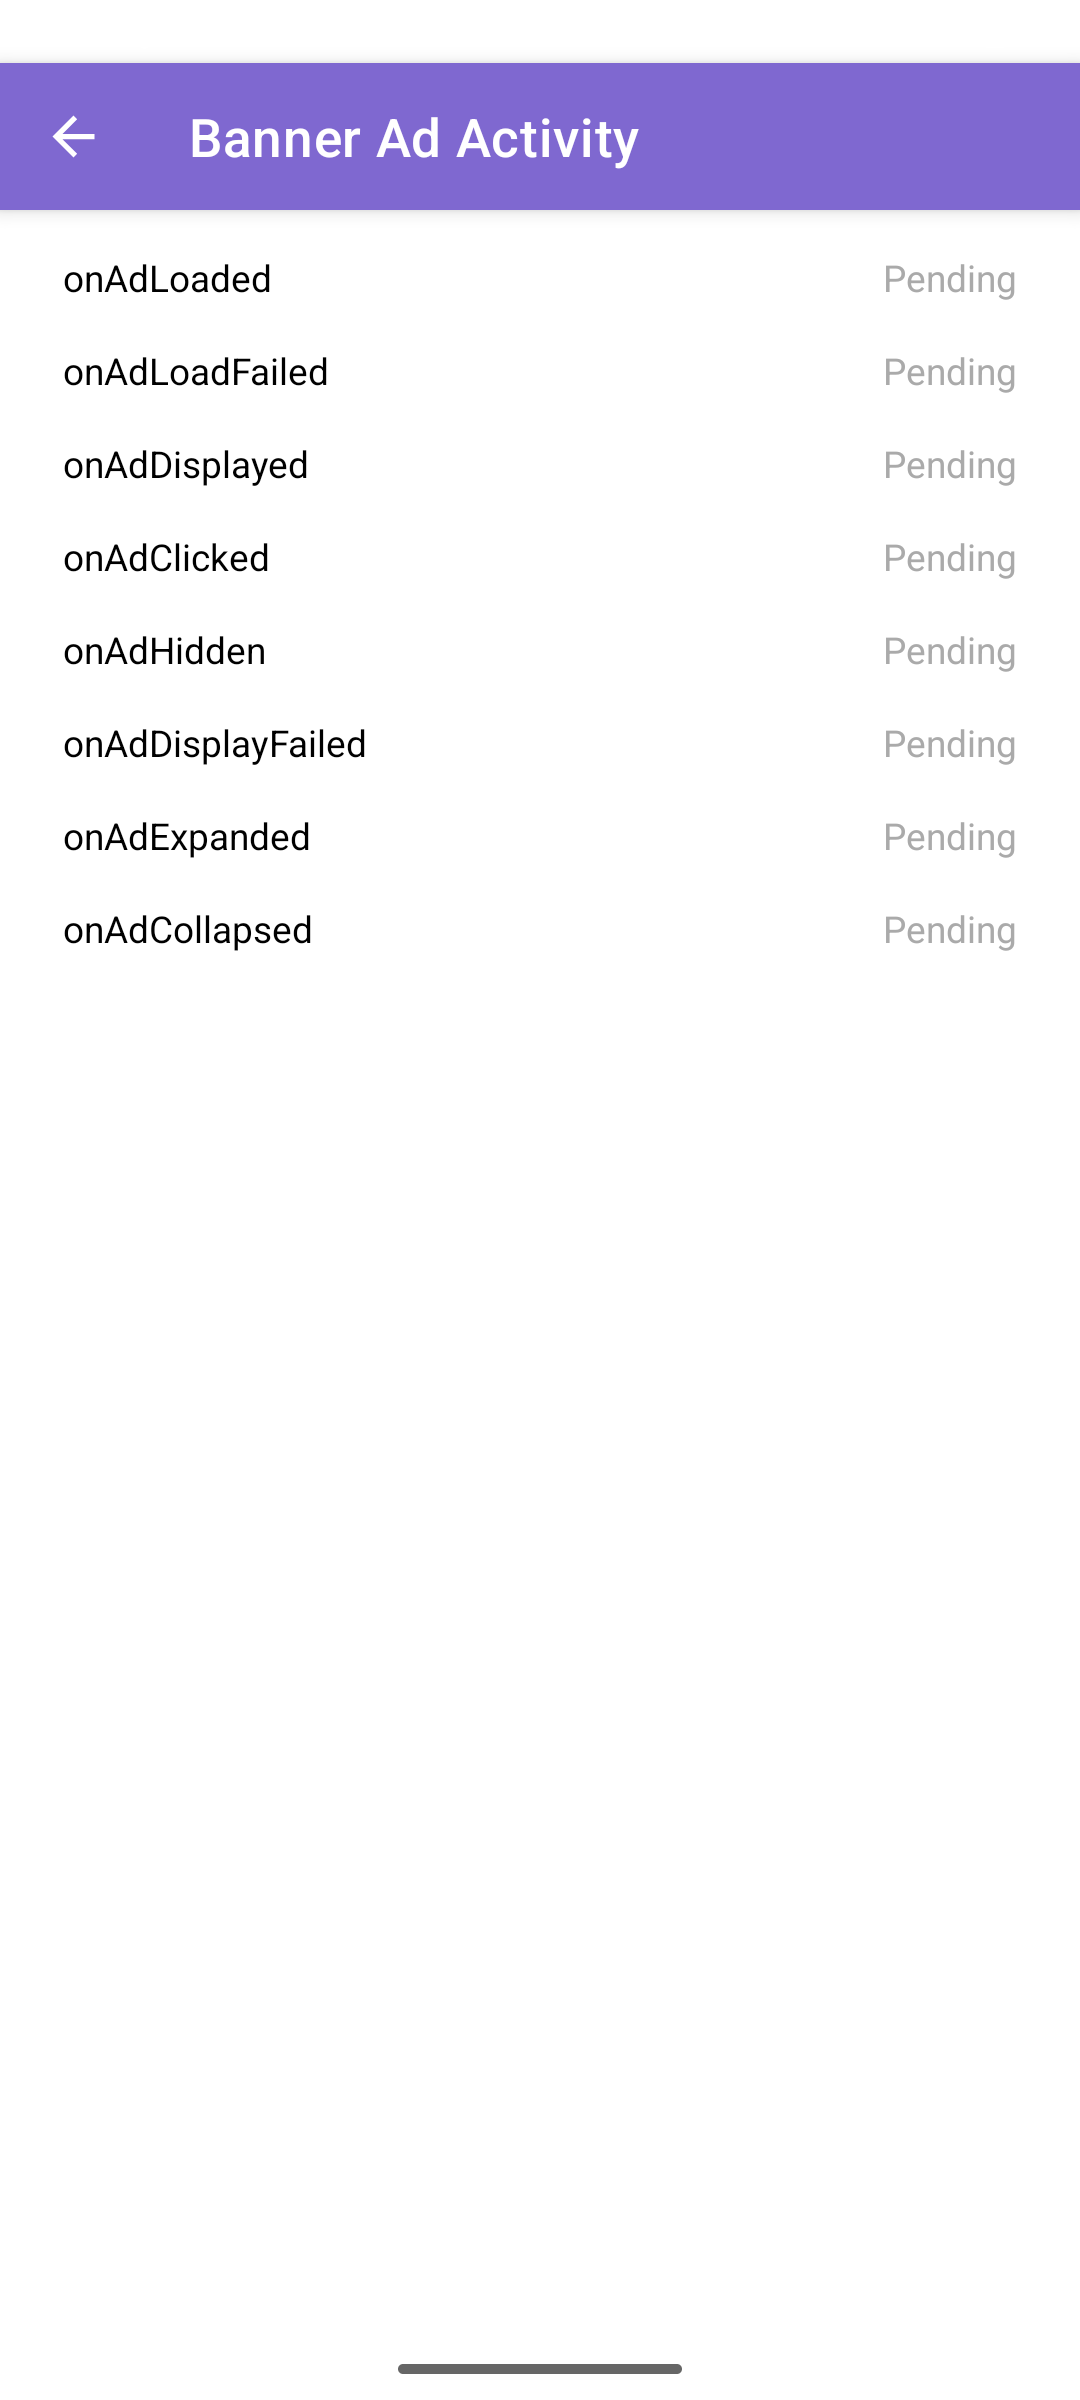 Banner Ad Activity
onAdLoaded Pending
onAdLoadFailed Pending
onAdDisplayed Pending
onAdClicked Pending
onAdHidden Pending
onAdDisplayFailed Pending
onAdExpanded Pending
onAdCollapsed Pending